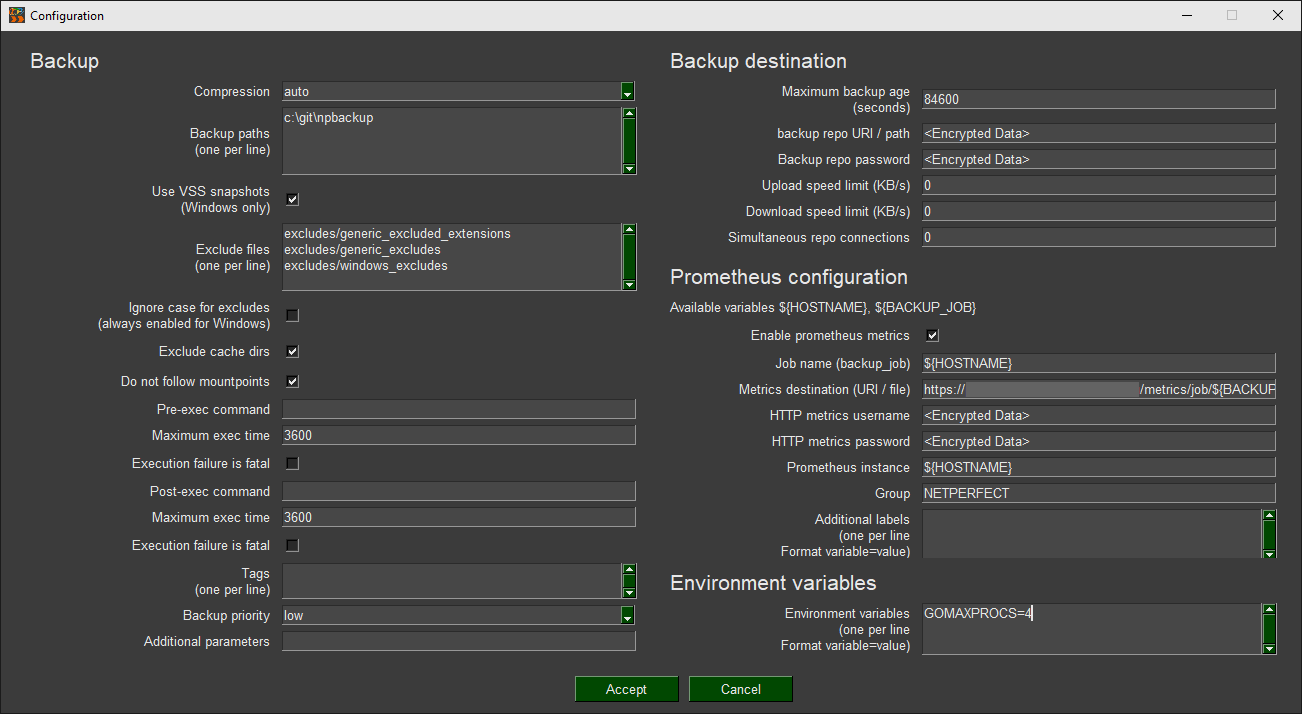 Configuration
Backup
Compression auto
Backup paths
(one per line)
c:\git\npbackup
Use VSS snapshots
(Windows only)
Exclude files
(one per line)
excludes/generic_excluded_extensions
excludes/generic_excludes
excludes/windows_excludes
Ignore case for excludes
(always enabled for Windows)
Exclude cache dirs
Do not follow mountpoints
Pre-exec command
Maximum exec time 3600
Execution failure is fatal
Post-exec command
Maximum exec time 3600
Execution failure is fatal
Tags
(one per line)
Backup priority low
Additional parameters
Backup destination
Maximum backup age
(seconds)
84600
backup repo URI / path <Encrypted Data>
Backup repo password <Encrypted Data>
Upload speed limit (KB/s) 0
Download speed limit (KB/s) 0
Simultaneous repo connections 0
Prometheus configuration
Available variables ${HOSTNAME}, ${BACKUP_JOB}
Enable prometheus metrics
Job name (backup_job) ${HOSTNAME}
Metrics destination (URI / file) https:// /metrics/job/${BACKUP
HTTP metrics username <Encrypted Data>
HTTP metrics password <Encrypted Data>
Prometheus instance ${HOSTNAME}
Group NETPERFECT
Additional labels
(one per line
Format variable=value)
Environment variables
Environment variables
(one per line
Format variable=value)
GOMAXPROCS=4
Accept Cancel